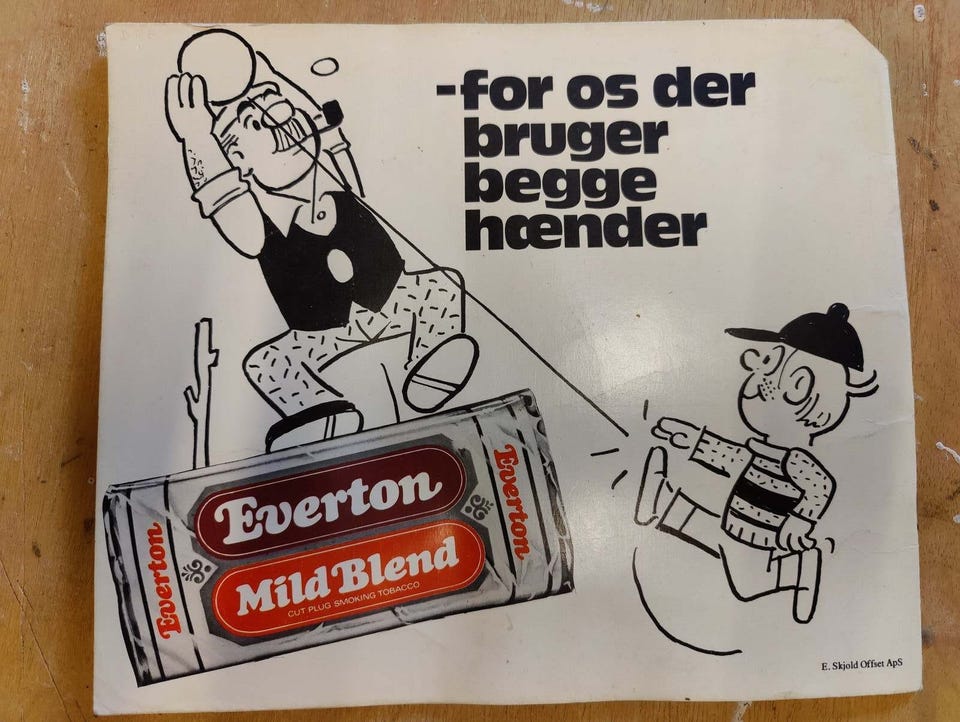 -for os der
bruger
begge
hænder
Everton
Everton
Everton
Mild Blend
CUT PLUG SMOKING TOBACCO
E. Skjold Offset ApS